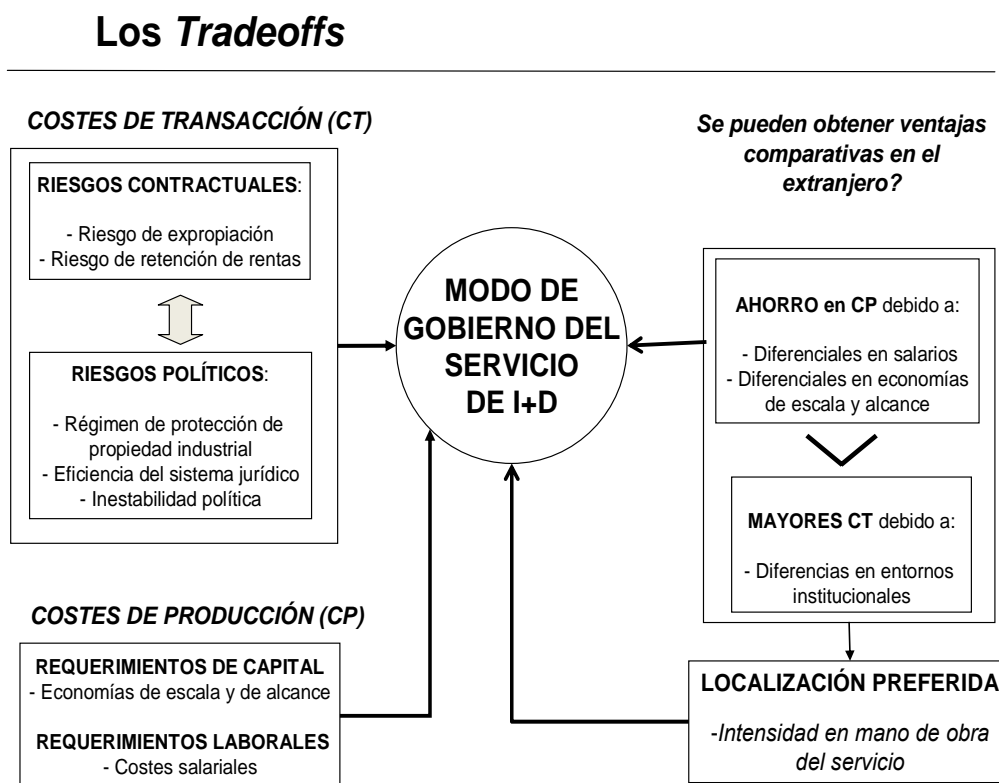 Los Tradeoffs
COSTES DE TRANSACCIÓN (CT)
RIESGOS CONTRACTUALES:
- Riesgo de expropiación
- Riesgo de retención de rentas
RIESGOS POLÍTICOS:
- Régimen de protección de
propiedad industrial
- Eficiencia del sistema jurídico
- Inestabilidad política
COSTES DE PRODUCCIÓN (CP)
REQUERIMIENTOS DE CAPITAL
- Economías de escala y de alcance
REQUERIMIENTOS LABORALES
- Costes salariales
MODO DE
GOBIERNO DEL
SERVICIO
DE I+D
Se pueden obtener ventajas
comparativas en el
extranjero?
AHORRO en CP debido a:
- Diferenciales en salarios
- Diferenciales en economías
de escala y alcance
MAYORES CT debido a:
- Diferencias en entornos
institucionales
LOCALIZACIÓN PREFERIDA
-Intensidad en mano de obra
del servicio